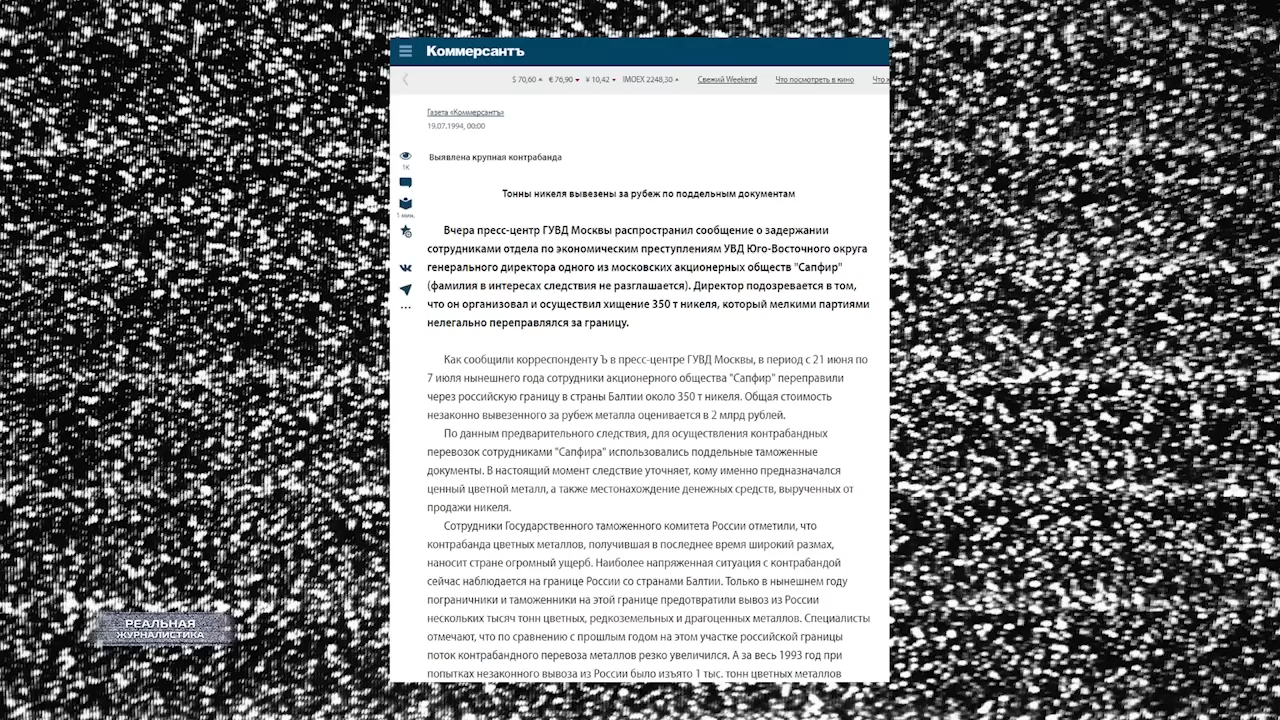 Коммерсантъ
$ 70,60 € 76,90 ¥ 10,42 IMOEX 2248,30 Свежий Weekend Что посмотреть в кино Что
Газета «Коммерсантъ»
19.07.1994, 00:00
1K
1 мин.
Выявлена крупная контрабанда
Тонны никеля вывезены за рубеж по поддельным документам
Вчера пресс-центр ГУВД Москвы распространил сообщение о задержании
сотрудниками отдела по экономическим преступлениям УВД Юго-Восточного округа
генерального директора одного из московских акционерных обществ "Сапфир"
(фамилия в интересах следствия не разглашается). Директор подозревается в том,
что он организовал и осуществил хищение 350 т никеля, который мелкими партиями
нелегально переправлялся за границу.
Как сообщили корреспонденту Ъ в пресс-центре ГУВД Москвы, в период с 21 июня по
7 июля нынешнего года сотрудники акционерного общества "Сапфир" переправили
через российскую границу в страны Балтии около 350 т никеля. Общая стоимость
незаконно вывезенного за рубеж металла оценивается в 2 млрд рублей.
По данным предварительного следствия, для осуществления контрабандных
перевозок сотрудниками "Сапфира" использовались поддельные таможенные
документы. В настоящий момент следствие уточняет, кому именно предназначался
ценный цветной металл, а также местонахождение денежных средств, вырученных от
продажи никеля.
Сотрудники Государственного таможенного комитета России отметили, что
контрабанда цветных металлов, получившая в последнее время широкий размах,
наносит стране огромный ущерб. Наиболее напряженная ситуация с контрабандой
сейчас наблюдается на границе России со странами Балтии. Только в нынешнем году
пограничники и таможенники на этой границе предотвратили вывоз из России
нескольких тысяч тонн цветных, редкоземельных и драгоценных металлов. Специалисты
отмечают, что по сравнению с прошлым годом на этом участке российской границы
поток контрабандного перевоза металлов резко увеличился. А за весь 1993 год при
попытках незаконного вывоза из России было изъято 1 тыс. тонн цветных металлов
РЕАЛЬНАЯ
ЖУРНАЛИСТИКА